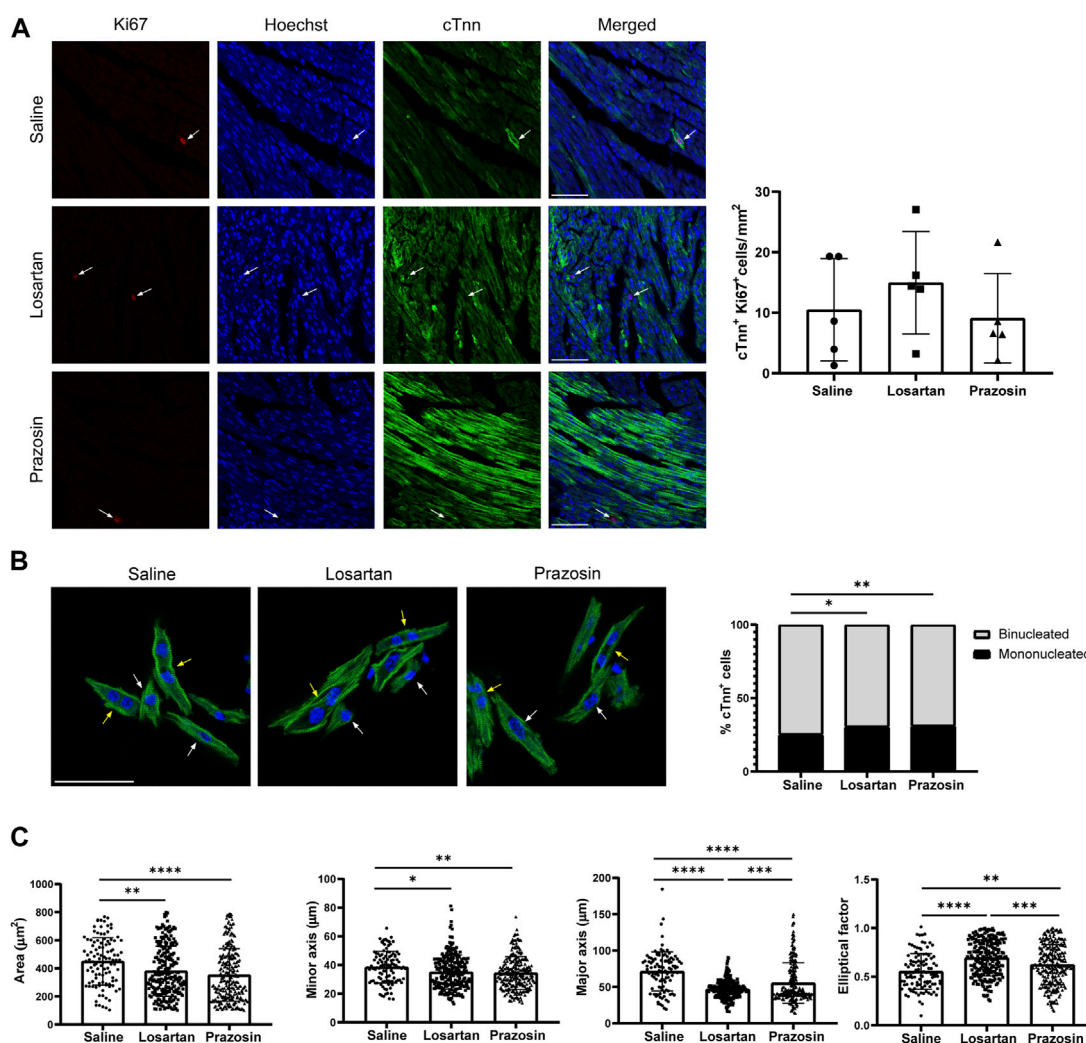 A
Ki67 Hoechst cTnn Merged
Saline
Losartan
Prazosin
cTnn+ Ki67+ cells/mm2
30
20
10
0
Saline Losartan Prazosin
B
Saline Losartan Prazosin
**
*
% cTnn+ cells
100
50
0
Saline Losartan Prazosin
Binucleated
Mononucleated
C
****
**
Area (μm²)
1000
800
600
400
200
0
Saline Losartan Prazosin
**
*
Minor axis (μm)
100
80
60
40
20
0
Saline Losartan Prazosin
****
**** ***
Major axis (μm)
200
150
100
50
0
Saline Losartan Prazosin
**
**** ***
Elliptical factor
1.5
1.0
0.5
0.0
Saline Losartan Prazosin